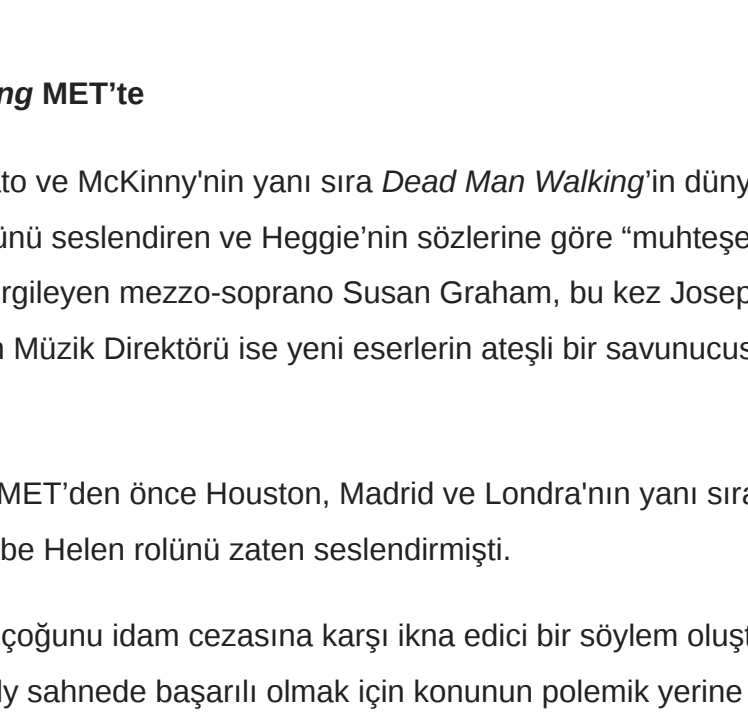 ng MET’te
to ve McKinny'nin yanı sıra Dead Man Walking’in düny
ünü seslendiren ve Heggie’nin sözlerine göre “muhteşe
rgileyen mezzo-soprano Susan Graham, bu kez Josep
n Müzik Direktörü ise yeni eserlerin ateşli bir savunucus
MET’den önce Houston, Madrid ve Londra'nın yanı sıra
be Helen rolünü zaten seslendirmişti.
çoğunu idam cezasına karşı ikna edici bir söylem oluşt
ly sahnede başarılı olmak için konunun polemik yerine